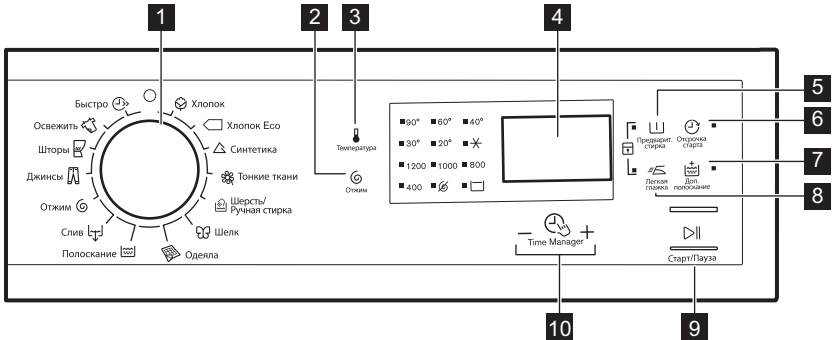 1
2
3
4
5
6
7
8
9
10
Быстро
Освежить
Шторы
Джинсы
Отжим
Слив
Полоскание
Хлопок
Хлопок Eco
Синтетика
Тонкие ткани
Шерсть/
Ручная стирка
Шелк
Одеяла
Температура
Отжим
90° 60° 40°
30° 20°
1200 1000 800
400
Time Manager
Предварит.
стирка
Отсрочка
старта
Легкая
глажка
Доп.
полоскание
Старт/Пауза